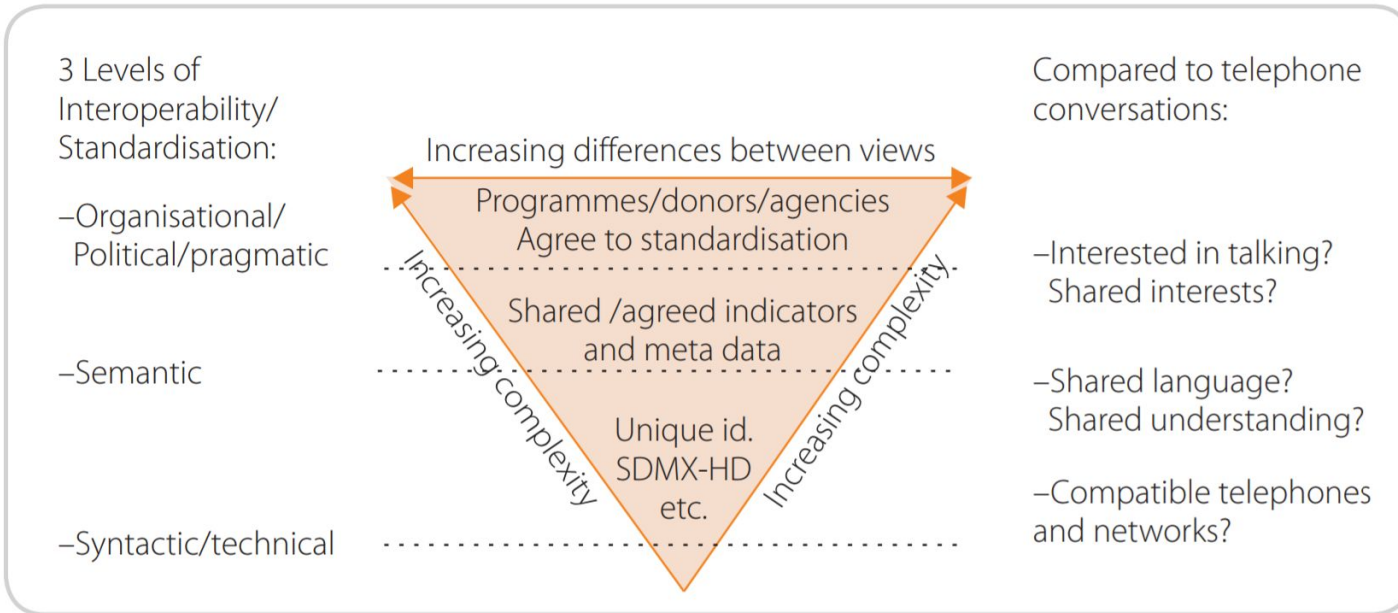 3 Levels of
Interoperability/
Standardisation:
–Organisational/
Political/pragmatic
–Semantic
–Syntactic/technical
Increasing differences between views
Programmes/donors/agencies
Agree to standardisation
Shared /agreed indicators
and meta data
Unique id.
SDMX-HD
etc.
Increasing complexity
Increasing complexity
Compared to telephone
conversations:
–Interested in talking?
Shared interests?
–Shared language?
Shared understanding?
–Compatible telephones
and networks?